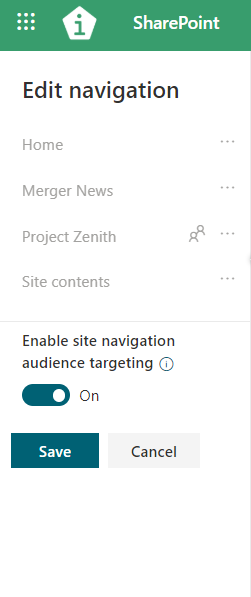 SharePoint
Edit navigation
Home
Merger News
Project Zenith
Site contents
Enable site navigation
audience targeting
On
Save
Cancel